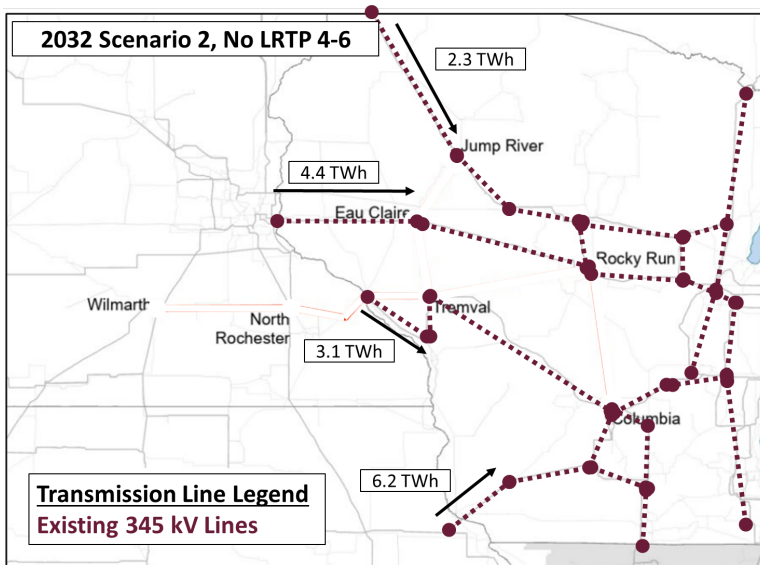 2032 Scenario 2, No LRTP 4-6
2.3 TWh
Jump River
4.4 TWh
Eau Claire
Rocky Run
Wilmarth
North
Rochester
Tremval
3.1 TWh
Columbia
6.2 TWh
Transmission Line Legend
Existing 345 kV Lines